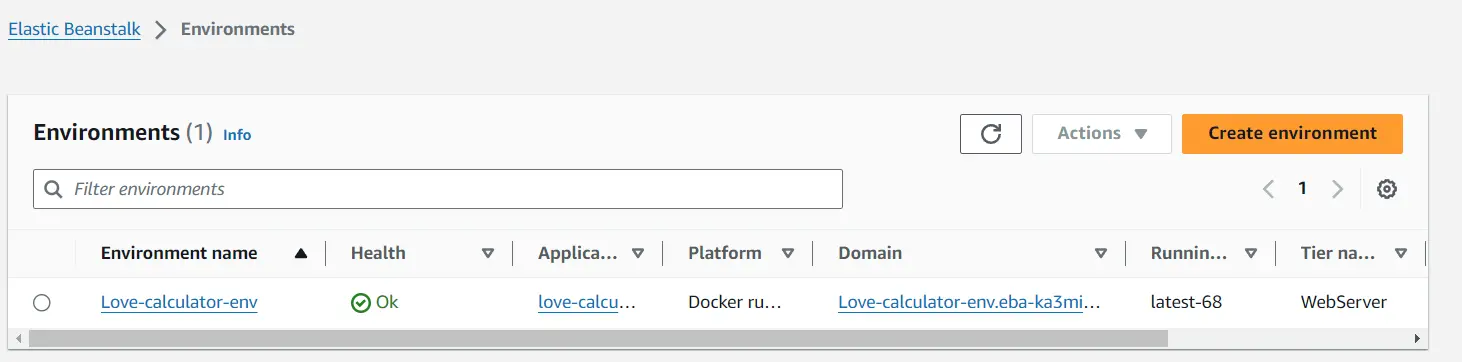 Elastic Beanstalk > Environments
Environments (1) Info
Actions
Create environment
Filter environments
1
Environment name Health Applica... Platform Domain Runnin... Tier na...
Love-calculator-env Ok love-calcu... Docker ru... Love-calculator-env.eba-ka3mi... latest-68 WebServer